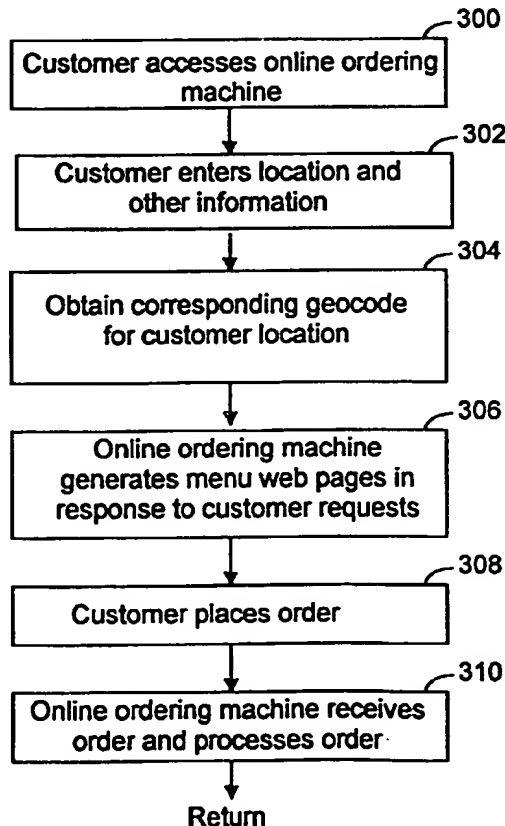 300
Customer accesses online ordering
machine
302
Customer enters location and
other information
304
Obtain corresponding geocode
for customer location
306
Online ordering machine
generates menu web pages in
response to customer requests
308
Customer places order
310
Online ordering machine receives
order and processes order
Return